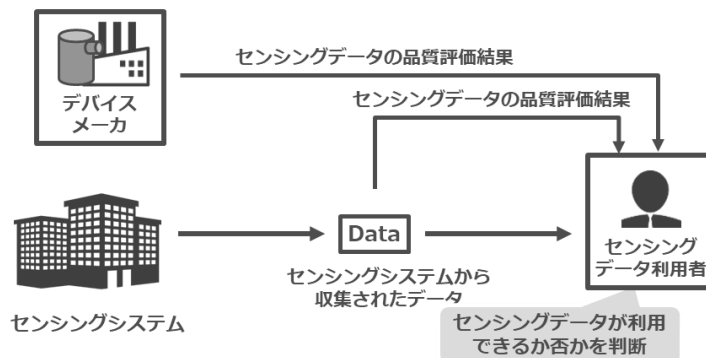 センシングデータの品質評価結果
センシングデータの品質評価結果
デバイス
メーカ
Data
センシング
データ利用者
センシングシステムから
収集されたデータ
センシングシステム
センシングデータが利用
できるか否かを判断